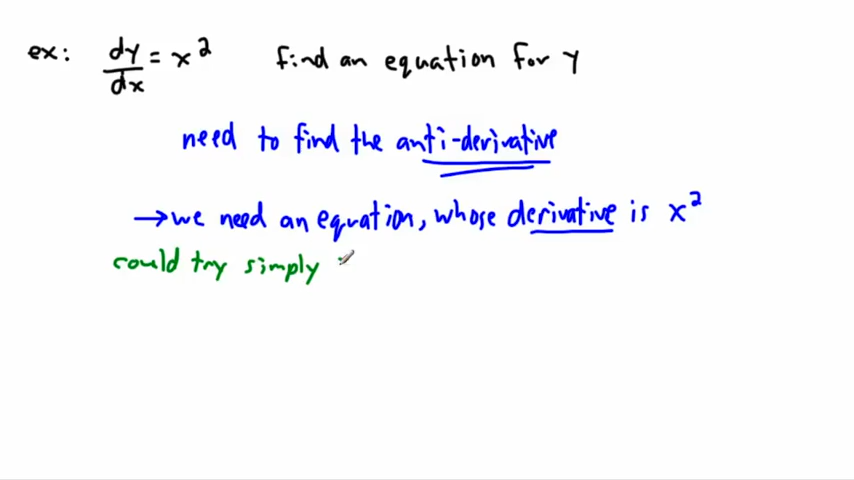 ex: dy/dx = x² find an equation for y
need to find the anti-derivative
→ we need an equation, whose derivative is x²
could try simply